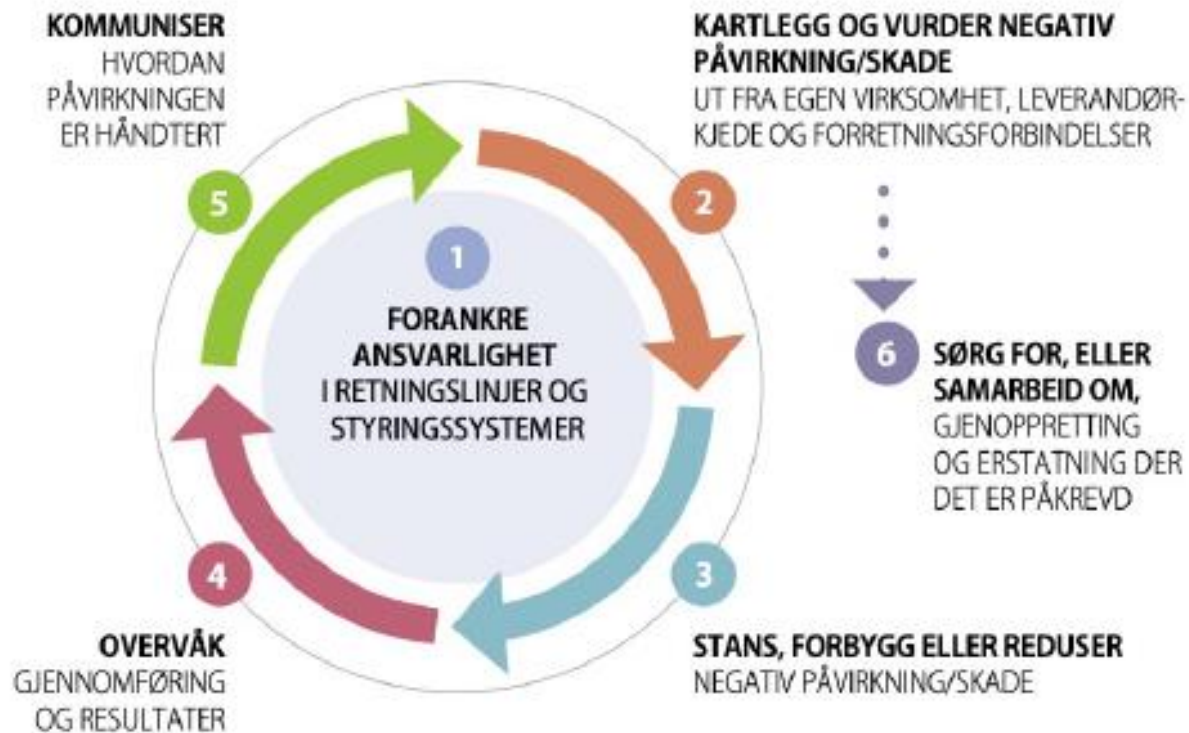 KOMMUNISER
HVORDAN
PÅVIRKNINGEN
ER HÅNDTERT
5
KARTLEGG OG VURDER NEGATIV
PÅVIRKNING/SKADE
UT FRA EGEN VIRKSOMHET, LEVERANDØR-
KJEDE OG FORRETNINGSFORBINDELSER
2
1
FORANKRE
ANSVARLIGHET
I RETNINGSLINJER OG
STYRINGSSYSTEMER
6
SØRG FOR, ELLER
SAMARBEID OM,
GJENOPPRETTING
OG ERSTATNING DER
DET ER PÅKREVD
4
OVERVÅK
GJENNOMFØRING
OG RESULTATER
3
STANS, FORBYGG ELLER REDUSER
NEGATIV PÅVIRKNING/SKADE